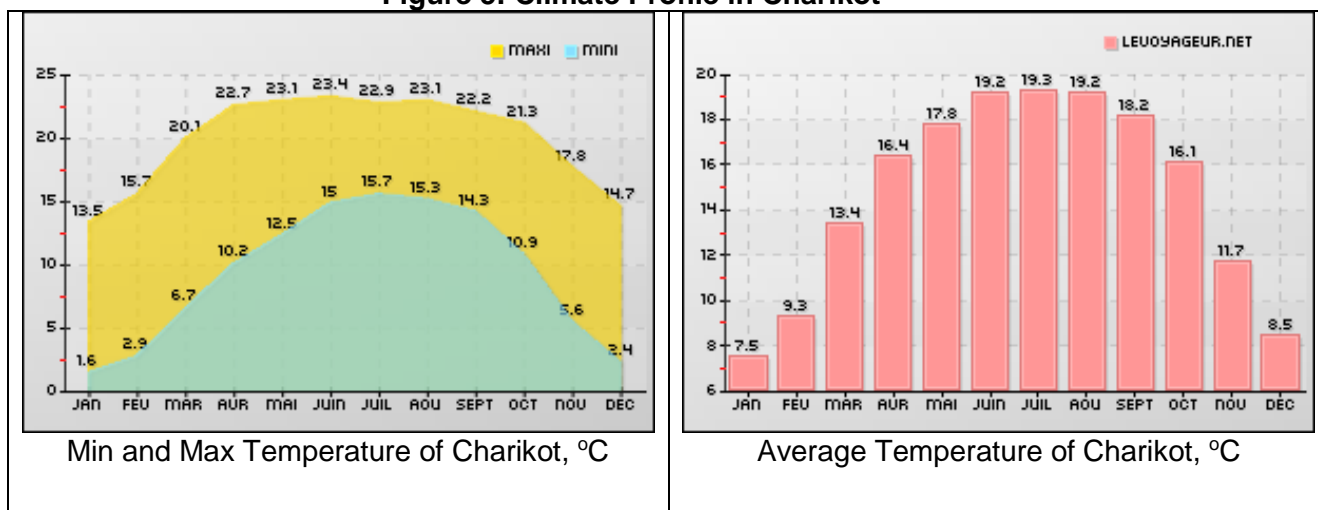 Figure Climate Profile in Charikot
MAXI MINI
25
20
15
10
5
0
13.5 15.7 20.1 22.7 23.1 23.4 22.9 23.1 22.2 21.3 17.8 14.7
1.6 2.9 6.7 10.2 12.5 15 15.7 15.3 14.3 10.9 5.6 2.4
JAN FEV MAR AVR MAI JUIN JUIL AOU SEPT OCT NOV DEC
Min and Max Temperature of Charikot, ºC
LEVOYAGEUR.NET
20
18
16
14
12
10
8
6
7.5 9.3 13.4 16.4 17.8 19.2 19.3 19.2 18.2 16.1 11.7 8.5
JAN FEV MAR AVR MAI JUIN JUIL AOU SEPT OCT NOV DEC
Average Temperature of Charikot, ºC